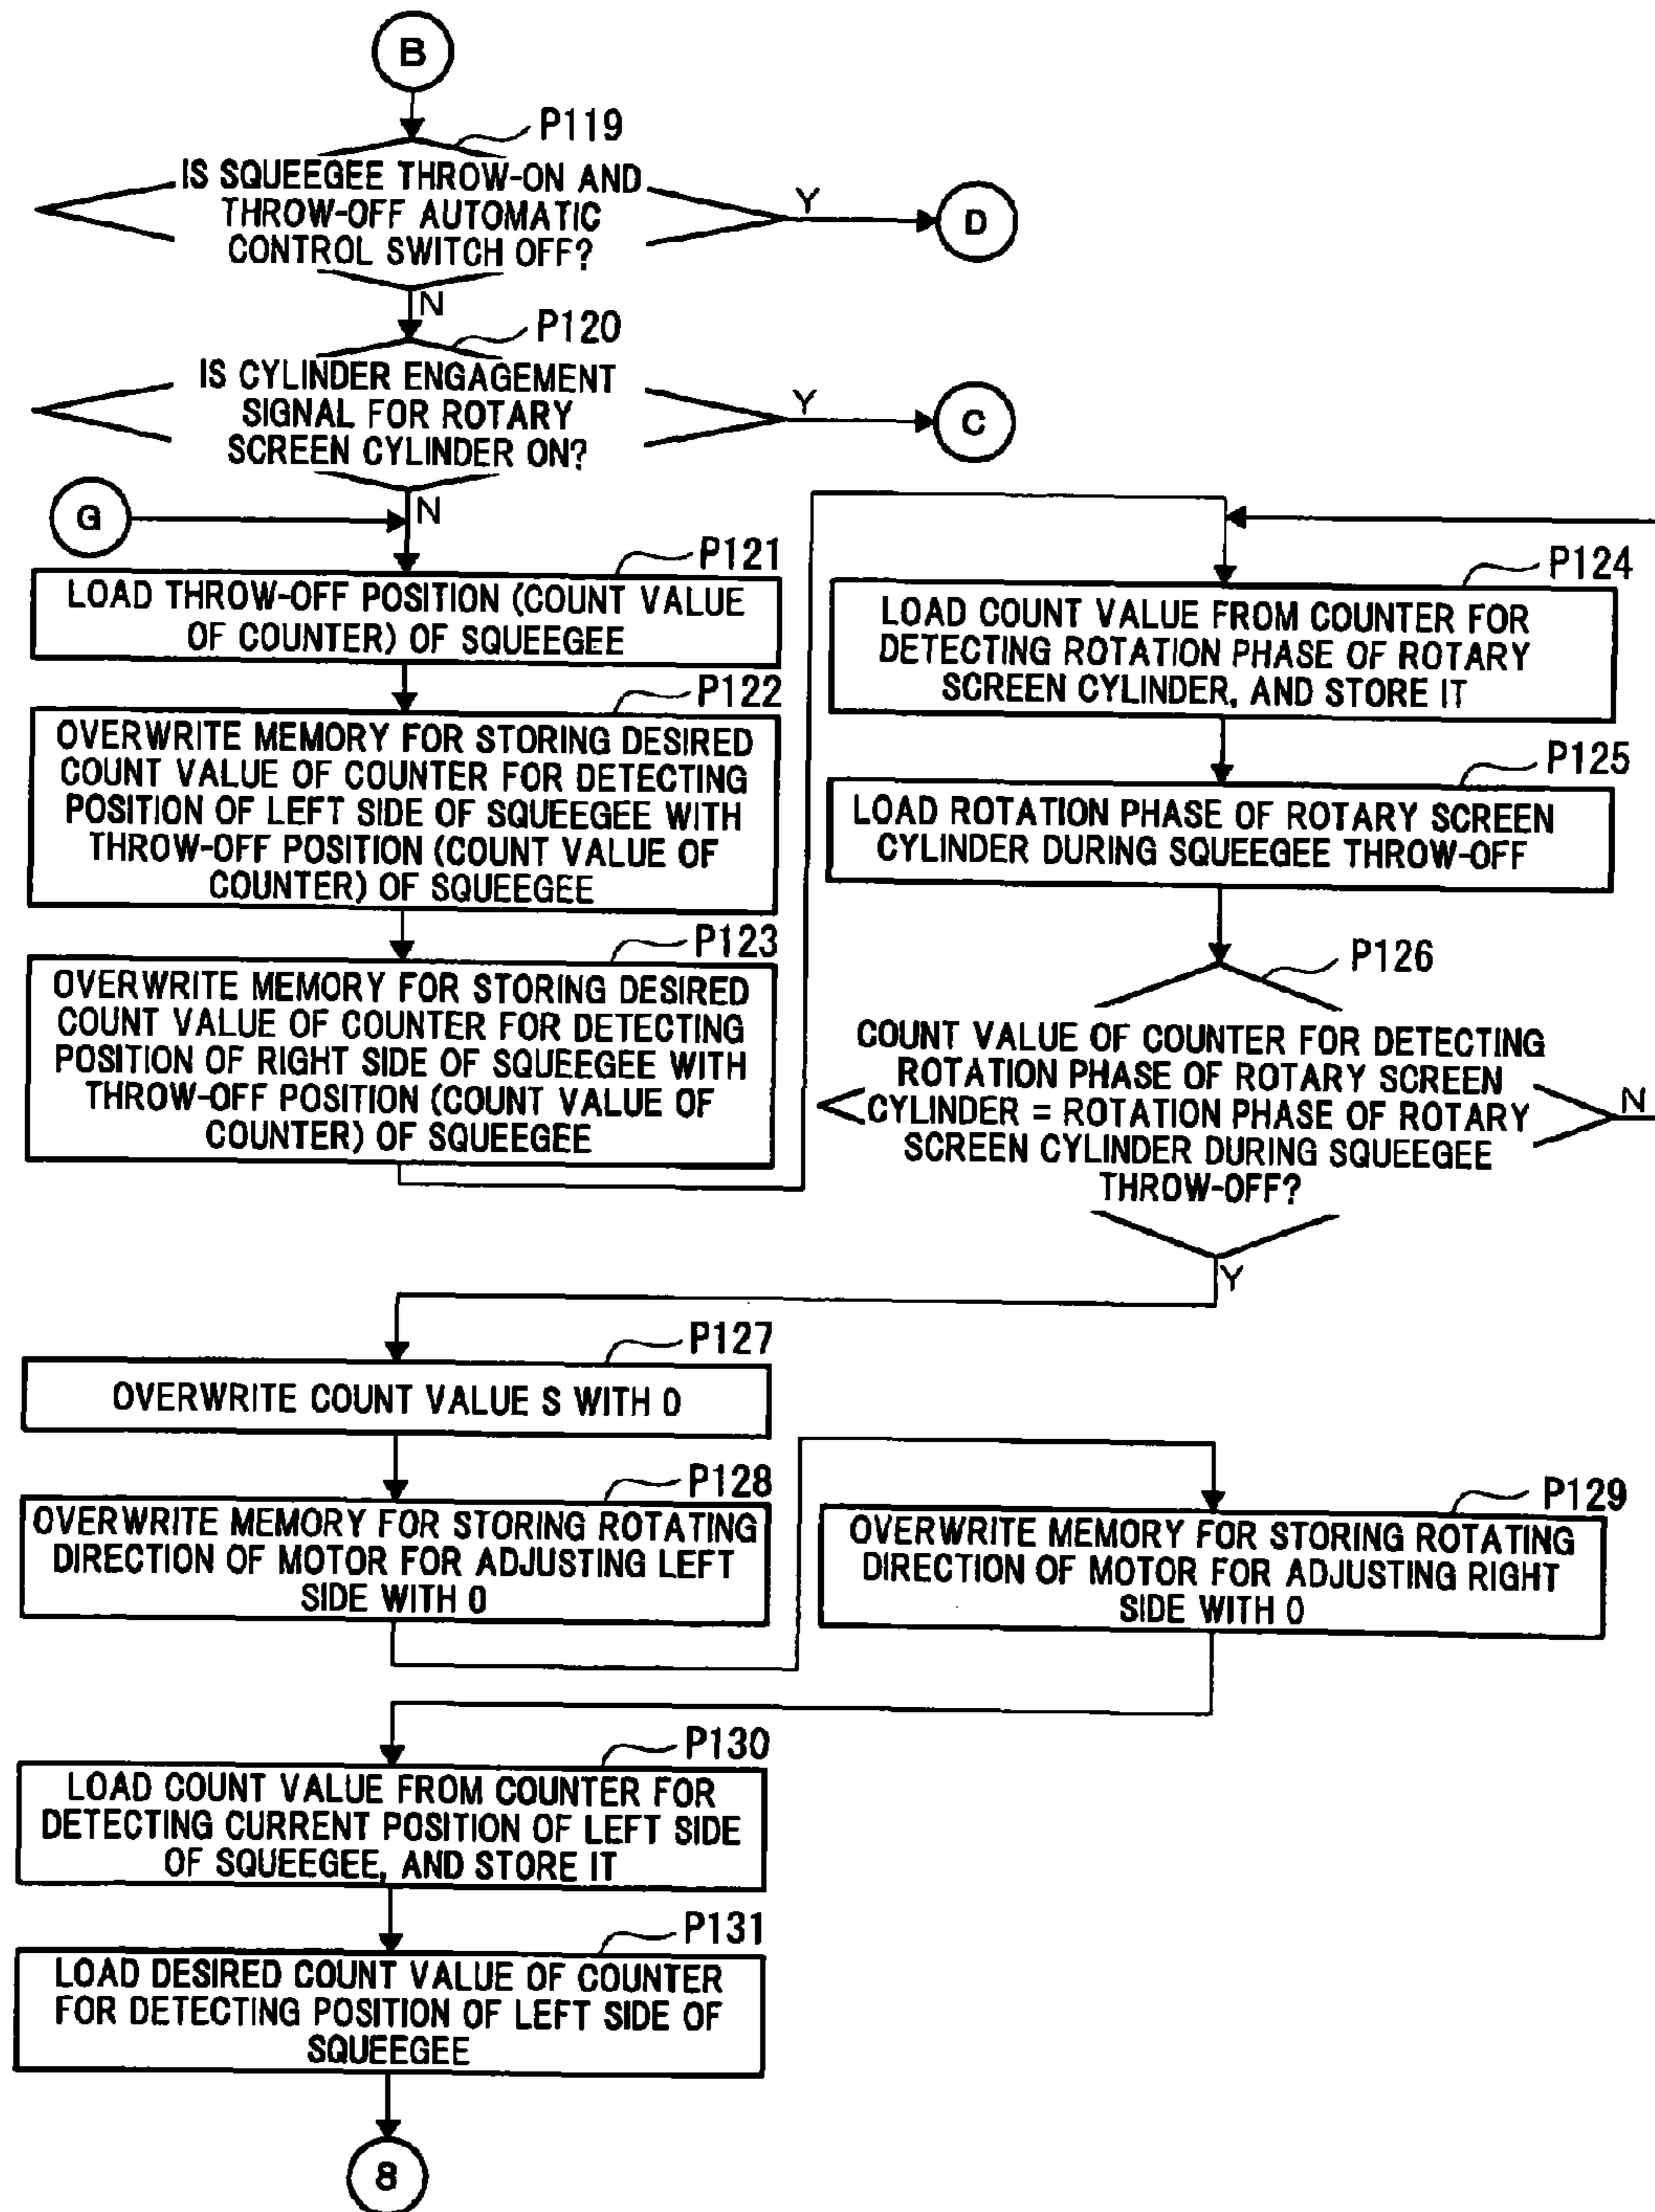 B
P119
IS SQUEEGEE THROW-ON AND
THROW-OFF AUTOMATIC
CONTROL SWITCH OFF?
Y
D
N
P120
IS CYLINDER ENGAGEMENT
SIGNAL FOR ROTARY
SCREEN CYLINDER ON?
Y
C
N
G
P121
LOAD THROW-OFF POSITION (COUNT VALUE
OF COUNTER) OF SQUEEGEE
P122
OVERWRITE MEMORY FOR STORING DESIRED
COUNT VALUE OF COUNTER FOR DETECTING
POSITION OF LEFT SIDE OF SQUEEGEE WITH
THROW-OFF POSITION (COUNT VALUE OF
COUNTER) OF SQUEEGEE
P123
OVERWRITE MEMORY FOR STORING DESIRED
COUNT VALUE OF COUNTER FOR DETECTING
POSITION OF RIGHT SIDE OF SQUEEGEE WITH
THROW-OFF POSITION (COUNT VALUE OF
COUNTER) OF SQUEEGEE
P124
LOAD COUNT VALUE FROM COUNTER FOR
DETECTING ROTATION PHASE OF ROTARY
SCREEN CYLINDER, AND STORE IT
P125
LOAD ROTATION PHASE OF ROTARY SCREEN
CYLINDER DURING SQUEEGEE THROW-OFF
P126
COUNT VALUE OF COUNTER FOR DETECTING
ROTATION PHASE OF ROTARY SCREEN
CYLINDER = ROTATION PHASE OF ROTARY
SCREEN CYLINDER DURING SQUEEGEE
THROW-OFF?
N
Y
P127
OVERWRITE COUNT VALUE S WITH 0
P128
OVERWRITE MEMORY FOR STORING ROTATING
DIRECTION OF MOTOR FOR ADJUSTING LEFT
SIDE WITH 0
P129
OVERWRITE MEMORY FOR STORING ROTATING
DIRECTION OF MOTOR FOR ADJUSTING RIGHT
SIDE WITH 0
P130
LOAD COUNT VALUE FROM COUNTER FOR
DETECTING CURRENT POSITION OF LEFT SIDE
OF SQUEEGEE, AND STORE IT
P131
LOAD DESIRED COUNT VALUE OF COUNTER
FOR DETECTING POSITION OF LEFT SIDE OF
SQUEEGEE
8